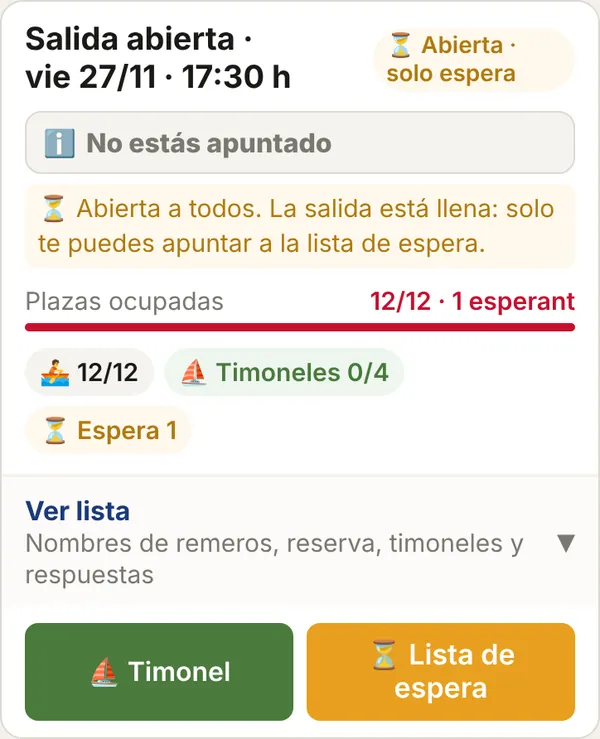 Salida abierta ·
vie 27/11 · 17:30 h
⏳ Abierta ·
solo espera
ℹ️ No estás apuntado
⏳ Abierta a todos. La salida está llena: solo
te puedes apuntar a la lista de espera.
Plazas ocupadas 12/12 · 1 esperant
🚣 12/12 ⛵ Timoneles 0/4
⏳ Espera 1
Ver lista
Nombres de remeros, reserva, timoneles y ▼
respuestas
⛵ Timonel
⏳ Lista de
espera